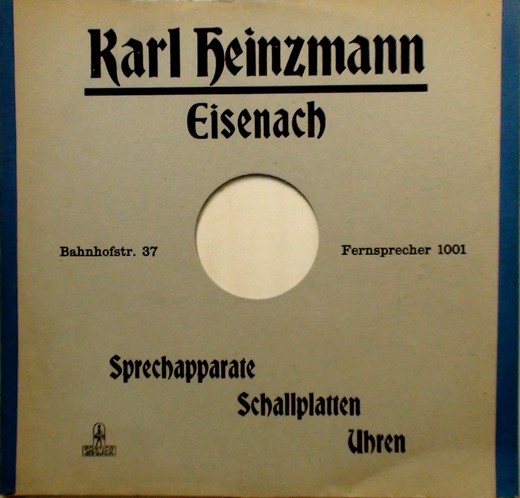 Karl Heinzmann
Eisenach
Bahnhofstr. 37
Fernsprecher 1001
Sprechapparate
Schallplatten
Uhren